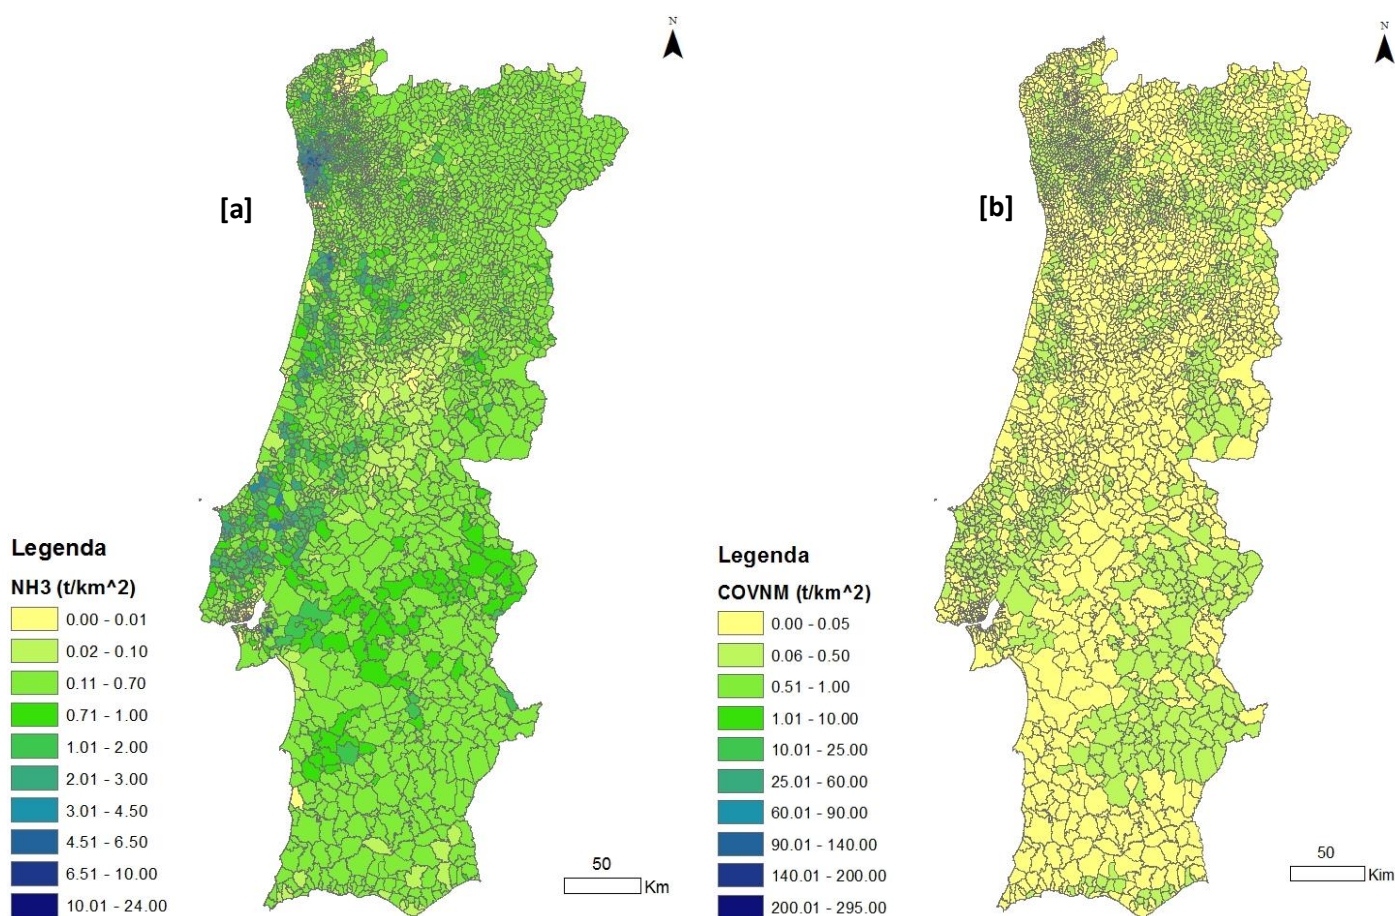 N
[a]
Legenda
NH3 (t/km^2)
0.00 - 0.01
0.02 - 0.10
0.11 - 0.70
0.71 - 1.00
1.01 - 2.00
2.01 - 3.00
3.01 - 4.50
4.51 - 6.50
6.51 - 10.00
10.01 - 24.00
50
Km
N
[b]
Legenda
COVNM (t/km^2)
0.00 - 0.05
0.06 - 0.50
0.51 - 1.00
1.01 - 10.00
10.01 - 25.00
25.01 - 60.00
60.01 - 90.00
90.01 - 140.00
140.01 - 200.00
200.01 - 295.00
50
Kim